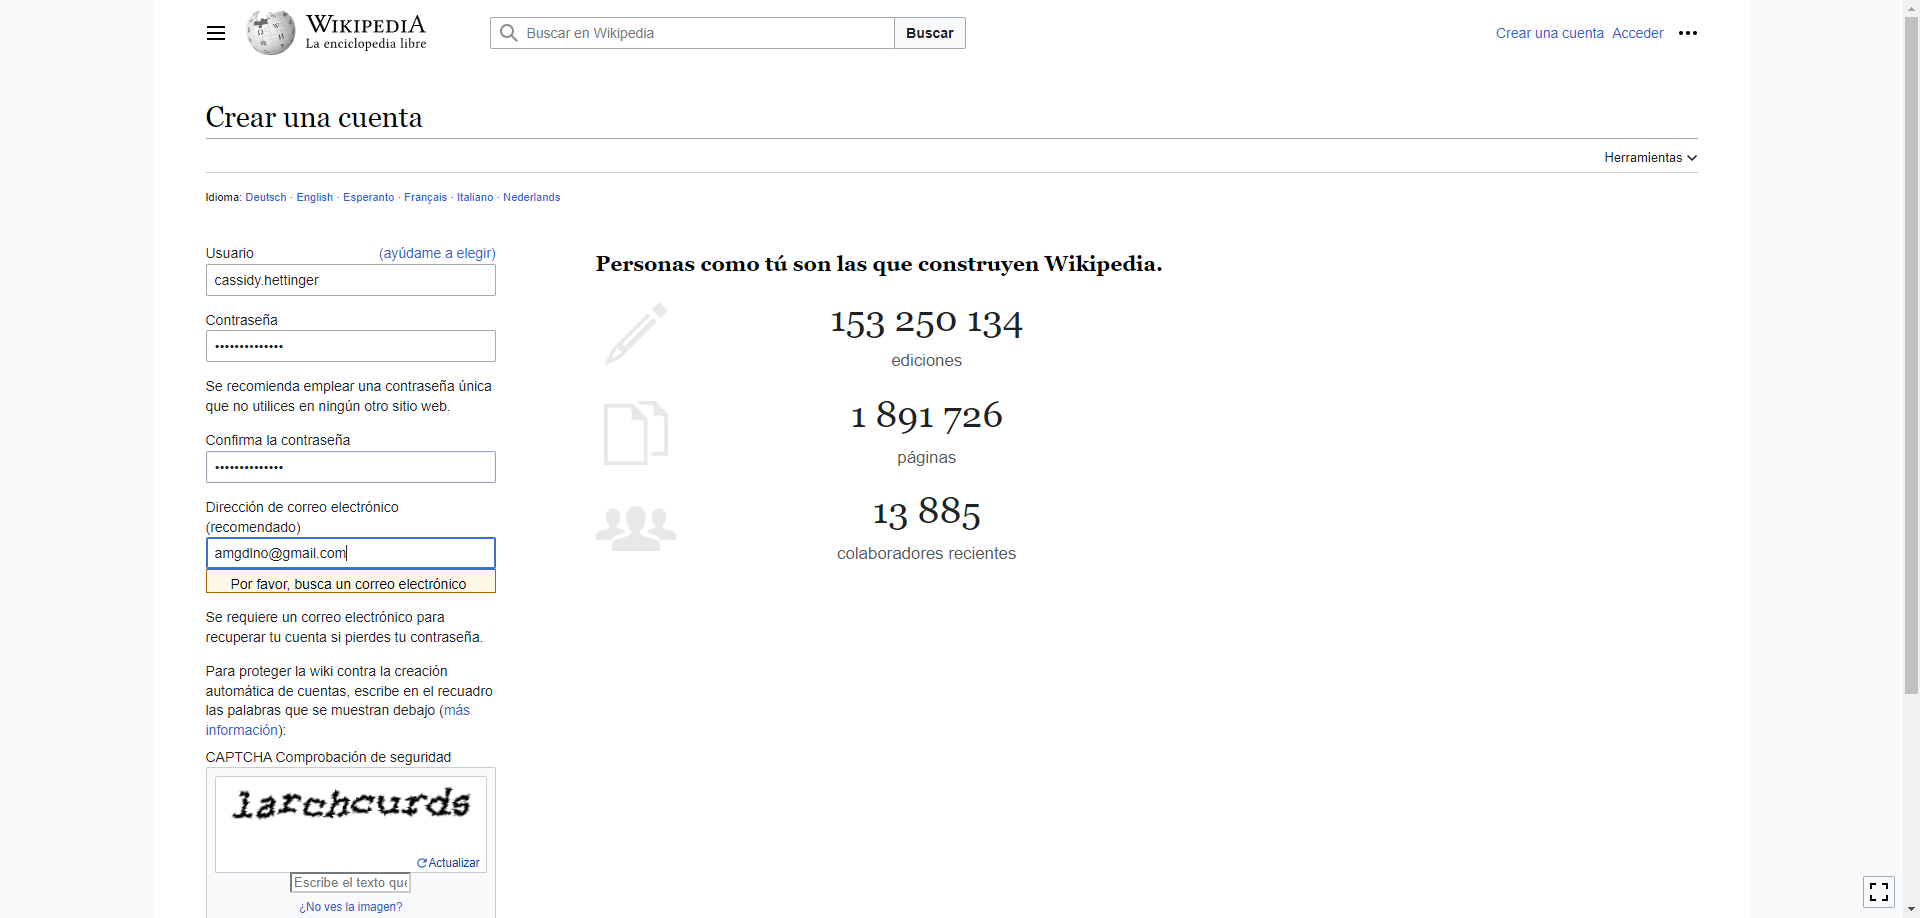 WIKIPEDIA
La enciclopedia libre
Buscar en Wikipedia
Buscar
Crear una cuenta Acceder
Crear una cuenta
Herramientas
Idioma: Deutsch · English · Esperanto · Français · Italiano · Nederlands
Usuario (ayúdame a elegir)
cassidy.hettinger
Contraseña
••••••••••••••
Se recomienda emplear una contraseña única
que no utilices en ningún otro sitio web.
Confirma la contraseña
••••••••••••••
Dirección de correo electrónico
(recomendado)
amgdlno@gmail.com
Por favor, busca un correo electrónico
Se requiere un correo electrónico para
recuperar tu cuenta si pierdes tu contraseña.
Para proteger la wiki contra la creación
automática de cuentas, escribe en el recuadro
las palabras que se muestran debajo (más
información):
CAPTCHA Comprobación de seguridad
larchcurds
Actualizar
Escribe el texto que
¿No ves la imagen?
Personas como tú son las que construyen Wikipedia.
153 250 134
ediciones
1 891 726
páginas
13 885
colaboradores recientes